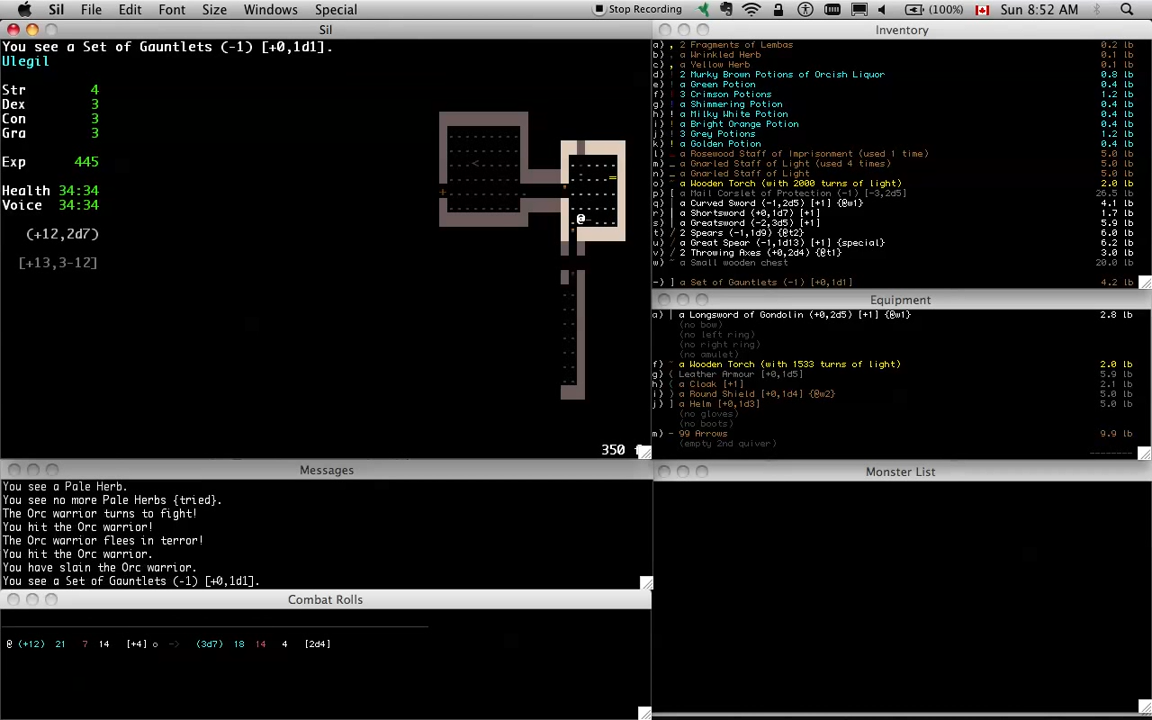 Sil File Edit Font Size Windows Special Stop Recording (100%) Sun 8:52 AM
Sil
You see a Set of Gauntlets (-1) [+0,1d1].
Ulegil
Str 4
Dex 3
Con 3
Gra 3
Exp 445
Health 34:34
Voice 34:34
(+12,2d7)
[+13,3-12]
350 f
Messages
You see a Pale Herb.
You see no more Pale Herbs {tried}.
The Orc warrior turns to fight!
You hit the Orc warrior!
The Orc warrior flees in terror!
You hit the Orc warrior.
You have slain the Orc warrior.
You see a Set of Gauntlets (-1) [+0,1d1].
Combat Rolls
@ (+12) 21 7 14 [+4] o -> (3d7) 18 14 4 [2d4]
Inventory
a) , 2 Fragments of Lembas 0.2 lb
b) , a Wrinkled Herb 0.1 lb
c) , a Yellow Herb 0.1 lb
d) ! 2 Murky Brown Potions of Orcish Liquor 0.8 lb
e) ! a Green Potion 0.4 lb
f) ! 3 Crimson Potions 1.2 lb
g) ! a Shimmering Potion 0.4 lb
h) ! a Milky White Potion 0.4 lb
i) ! a Bright Orange Potion 0.4 lb
j) ! 3 Grey Potions 1.2 lb
k) ! a Golden Potion 0.4 lb
l) _ a Rosewood Staff of Imprisonment (used 1 time) 5.0 lb
m) _ a Gnarled Staff of Light (used 4 times) 5.0 lb
n) _ a Gnarled Staff of Light 5.0 lb
o) ~ a Wooden Torch (with 2000 turns of light) 2.0 lb
p) [ a Mail Corslet of Protection (-1) [-3,2d5] 26.5 lb
q) | a Curved Sword (-1,2d5) [+1] {@w1} 4.1 lb
r) | a Shortsword (+0,1d7) [+1] 1.7 lb
s) | a Greatsword (-2,3d5) [+1] 5.9 lb
t) / 2 Spears (-1,1d9) {@t2} 6.0 lb
u) / a Great Spear (-1,1d13) [+1] {special} 6.2 lb
v) / 2 Throwing Axes (+0,2d4) {@t1} 3.0 lb
w) ~ a Small wooden chest 20.0 lb
-) ] a Set of Gauntlets (-1) [+0,1d1] 4.2 lb
Equipment
a) | a Longsword of Gondolin (+0,2d5) [+1] {@w1} 2.8 lb
(no bow)
(no left ring)
(no right ring)
(no amulet)
f) ~ a Wooden Torch (with 1533 turns of light) 2.0 lb
g) ( Leather Armour [+0,1d5] 5.9 lb
h) ( a Cloak [+1] 2.1 lb
i) ) a Round Shield [+0,1d4] {@w2} 5.0 lb
j) ] a Helm [+0,1d3] 5.0 lb
(no gloves)
(no boots)
m) - 99 Arrows 9.9 lb
(empty 2nd quiver)
Monster List